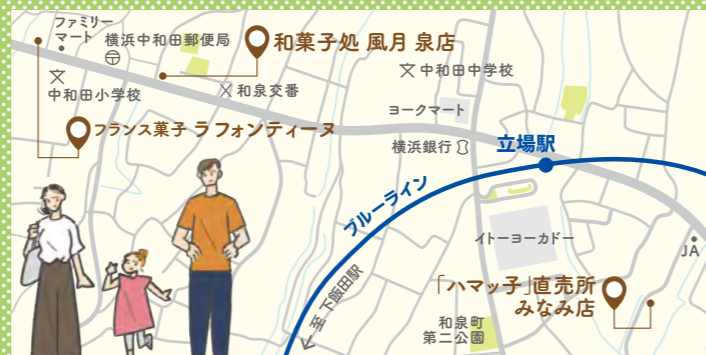 ファミリー
マート
横浜中和田郵便局
和菓子処 風月 泉店
中和田小学校
和泉交番
中和田中学校
フランス菓子 ラフォンティーヌ
ヨークマート
横浜銀行
立場駅
ブルーライン
イトーヨーカドー
JA
「ハマッ子」直売所
みなみ店
至 下飯田駅
和泉町
第二公園